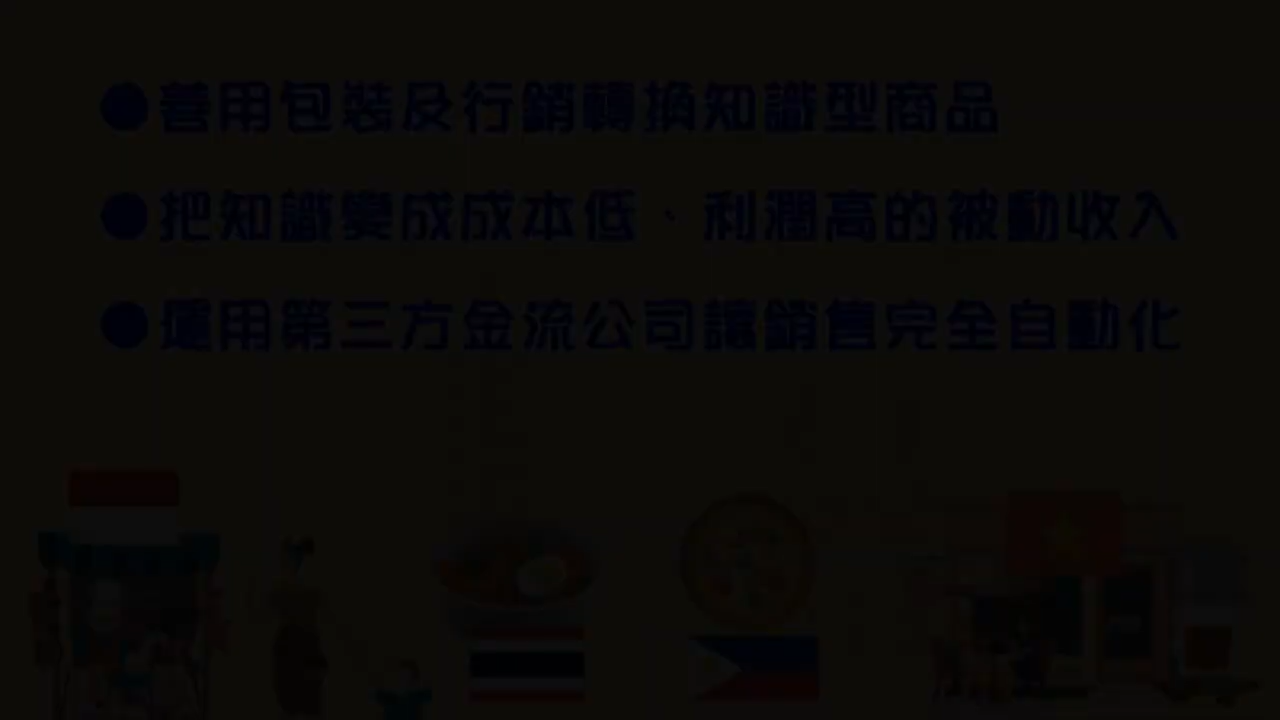 ●善用包裝及行銷轉換知識型商品
●把知識變成成本低、利潤高的被動收入
●運用第三方金流公司讓銷售完全自動化